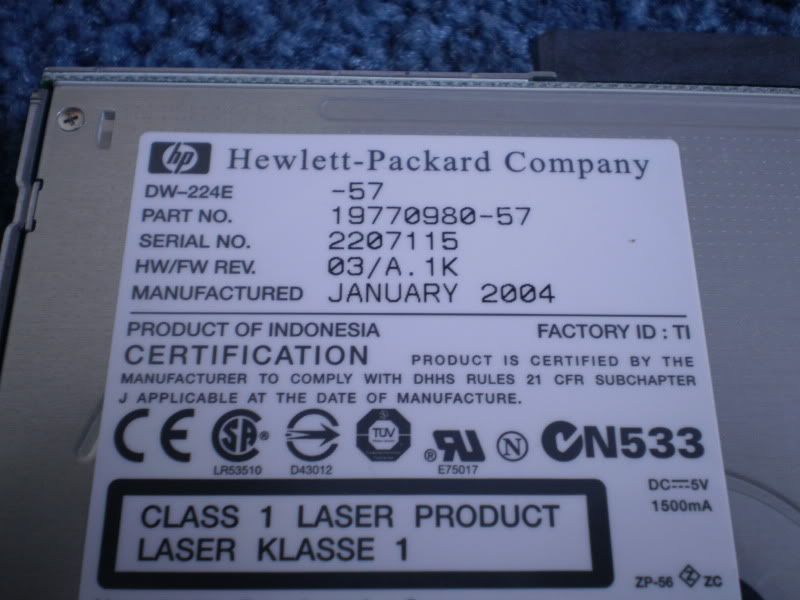 hp Hewlett-Packard Company
DW-224E -57
PART NO. 19770980-57
SERIAL NO. 2207115
HW/FW REV. 03/A.1K
MANUFACTURED JANUARY 2004
PRODUCT OF INDONESIA FACTORY ID : TI
CERTIFICATION PRODUCT IS CERTIFIED BY THE
MANUFACTURER TO COMPLY WITH DHHS RULES 21 CFR SUBCHAPTER
J APPLICABLE AT THE DATE OF MANUFACTURE.
CE SA ® TÜV ® N N533
LR53510 D43012 E75017
DC 5V
1500mA
CLASS 1 LASER PRODUCT
LASER KLASSE 1
ZP-56 Z ZC